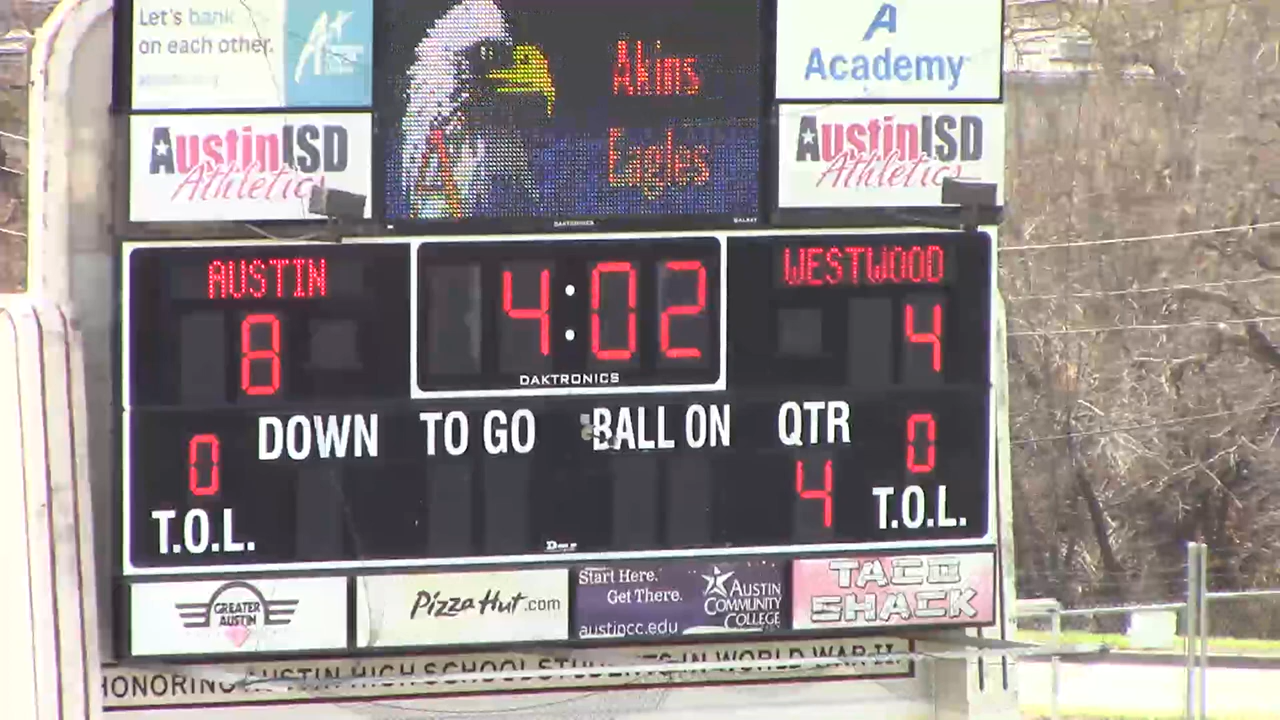 Let's bank
on each other.
A
Academy
Akins
Eagles
AustinISD
Athletics
AustinISD
Athletics
DAKTRONICS
GALAXY
AUSTIN
4:02
WESTWOOD
8
4
DAKTRONICS
DOWN
TO GO
BALL ON
QTR
0
0
4
T.O.L.
T.O.L.
GREATER
AUSTIN
PizzaHut.com
Start Here.
Get There.
austincc.edu
AUSTIN
COMMUNITY
COLLEGE
TACO
SHACK
HONORING AUSTIN HIGH SCHOOL STUDENTS IN WORLD WAR II